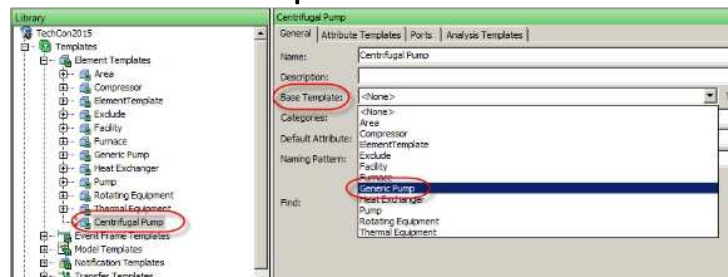 Library
TechCon2015
Templates
Element Templates
Area
Compressor
ElementTemplate
Exclude
Facility
Furnace
Generic Pump
Heat Exchanger
Pump
Rotating Equipment
Thermal Equipment
Centrifugal Pump
Event Frame Templates
Model Templates
Notification Templates
Transfer Templates
Centrifugal Pump
General Attribute Templates Ports Analysis Templates
Name: Centrifugal Pump
Description:
Base Template: <None>
Categories:
Default Attribute:
Naming Pattern:
Find:
<None>
Area
Compressor
ElementTemplate
Exclude
Facility
Furnace
Generic Pump
Heat Exchanger
Pump
Rotating Equipment
Thermal Equipment